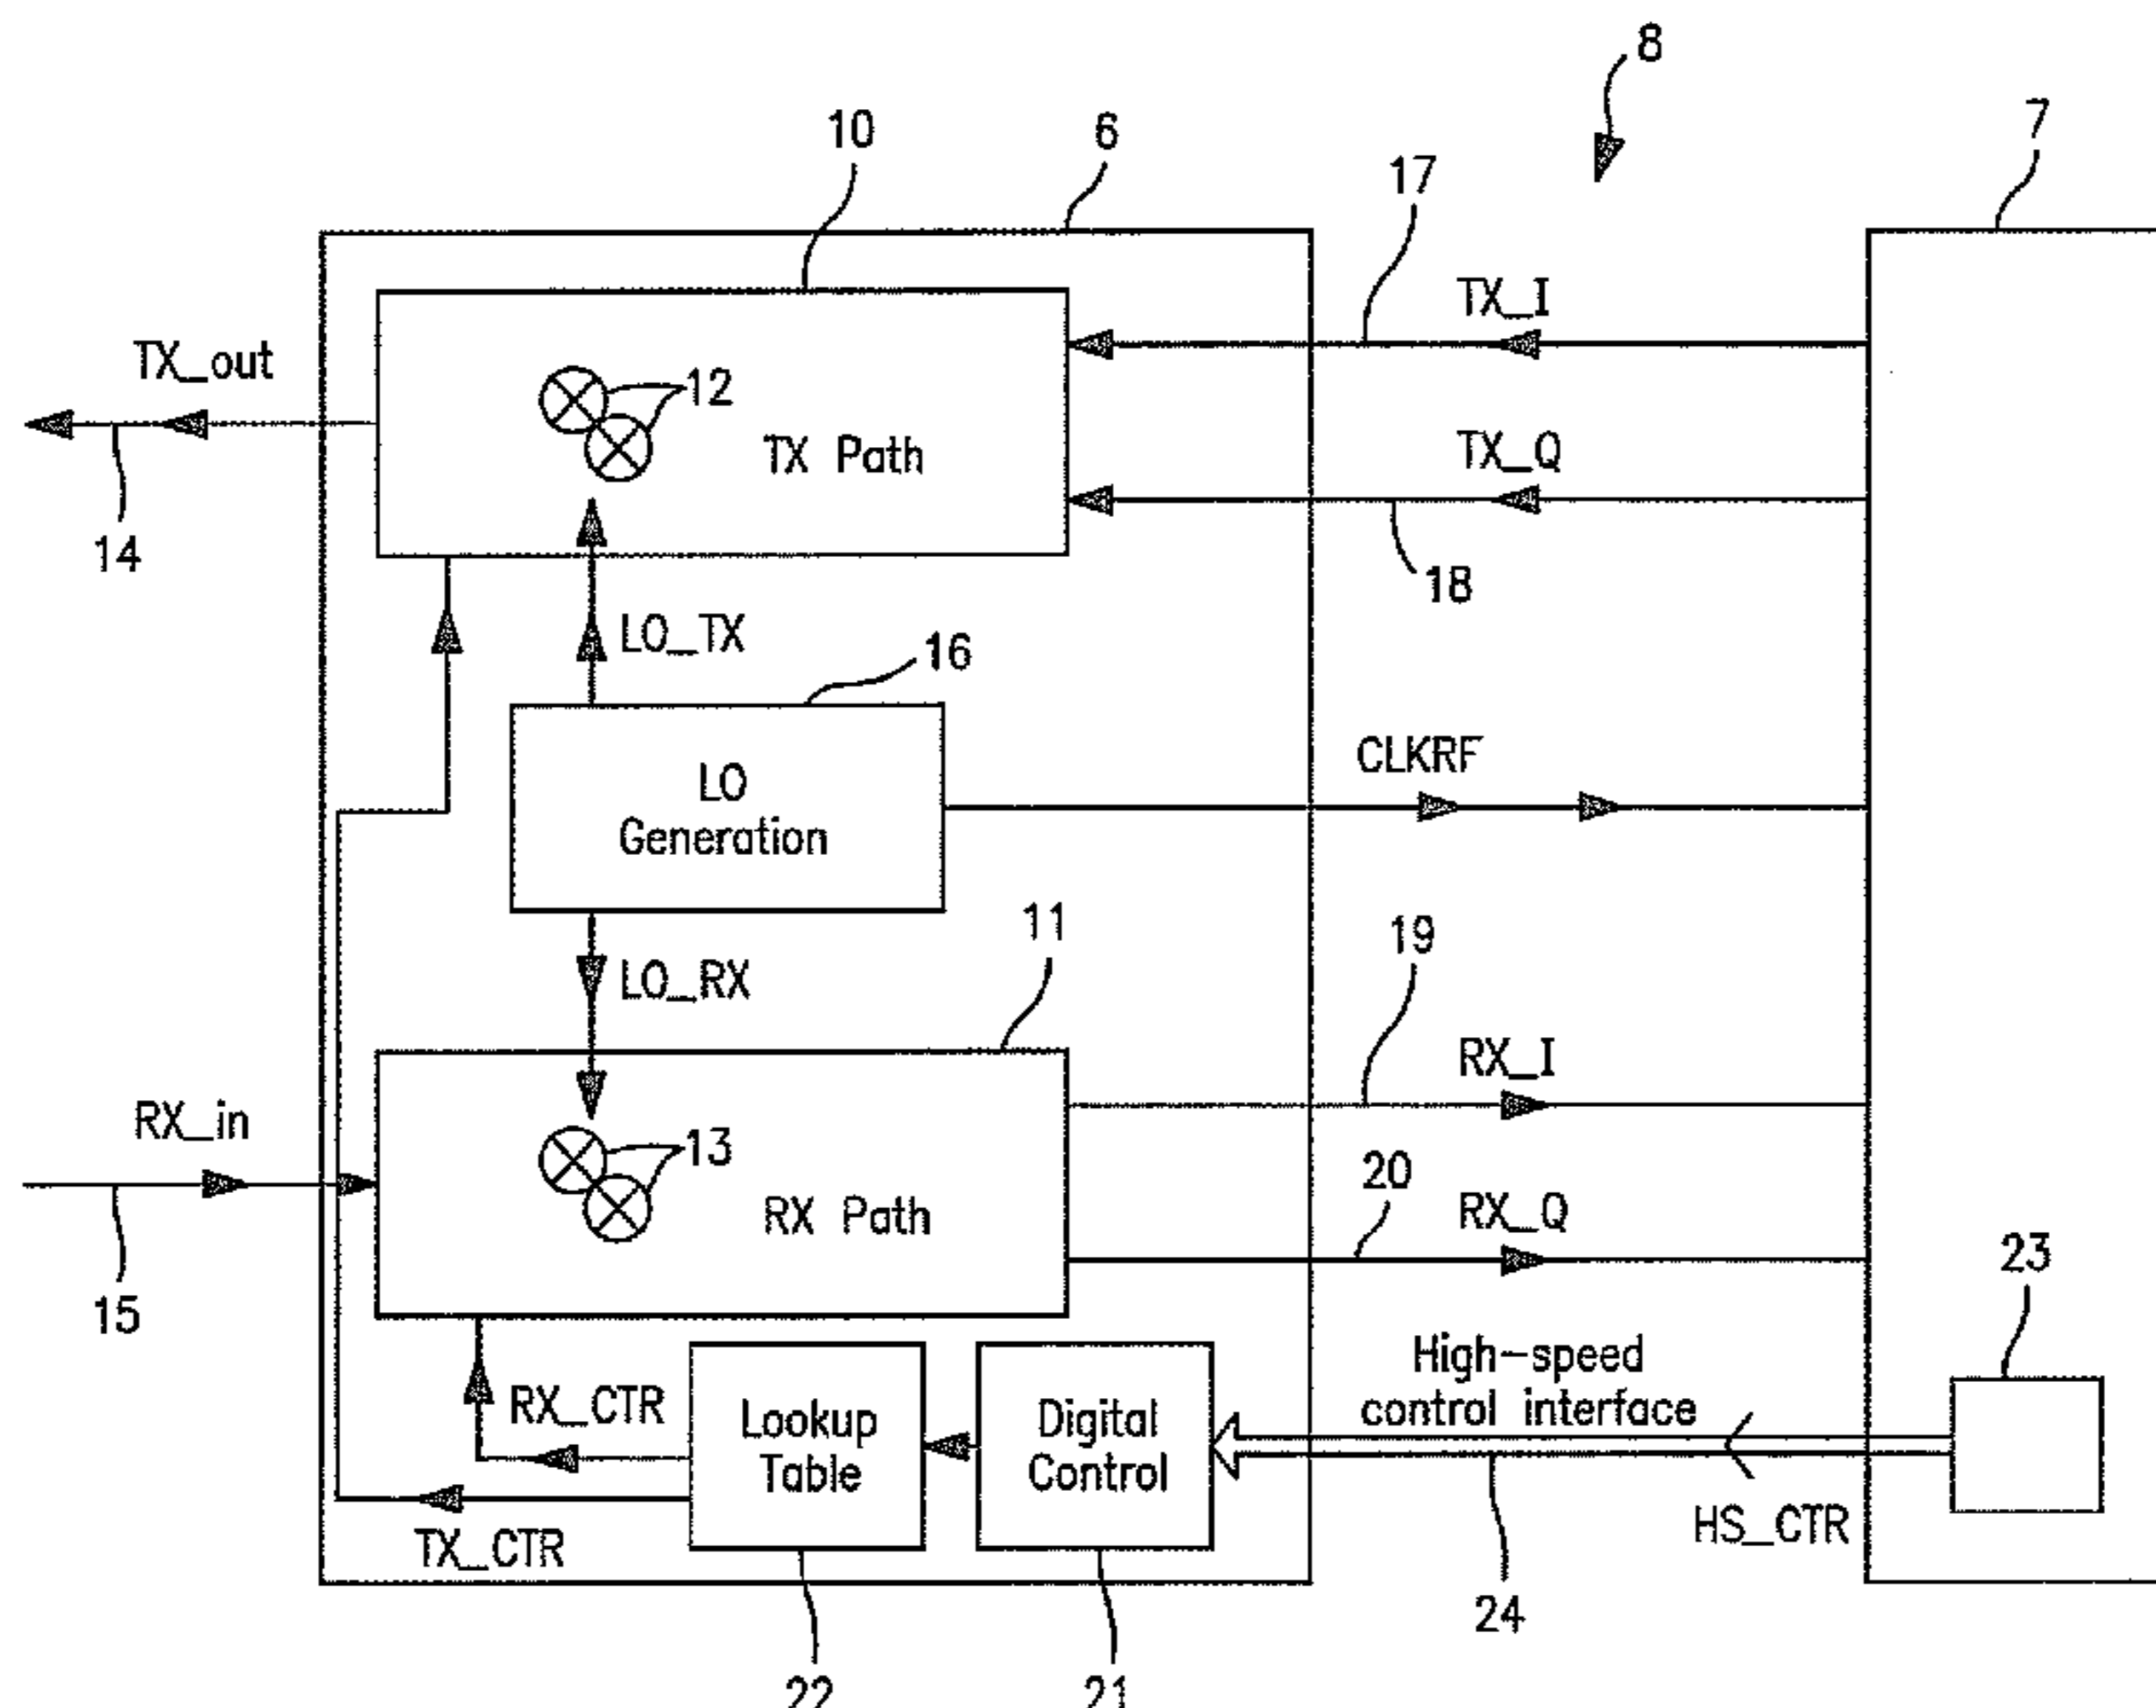 8
10
6
7
17
TX_I
TX_out
12
TX Path
TX_Q
14
18
LO_TX
16
LO
Generation
CLKRF
11
19
LO_RX
RX_I
RX_in
13
RX Path
20
RX_Q
23
15
High-speed
control interface
RX_CTR
Lookup
Table
Digital
Control
HS_CTR
TX_CTR
24
22
21